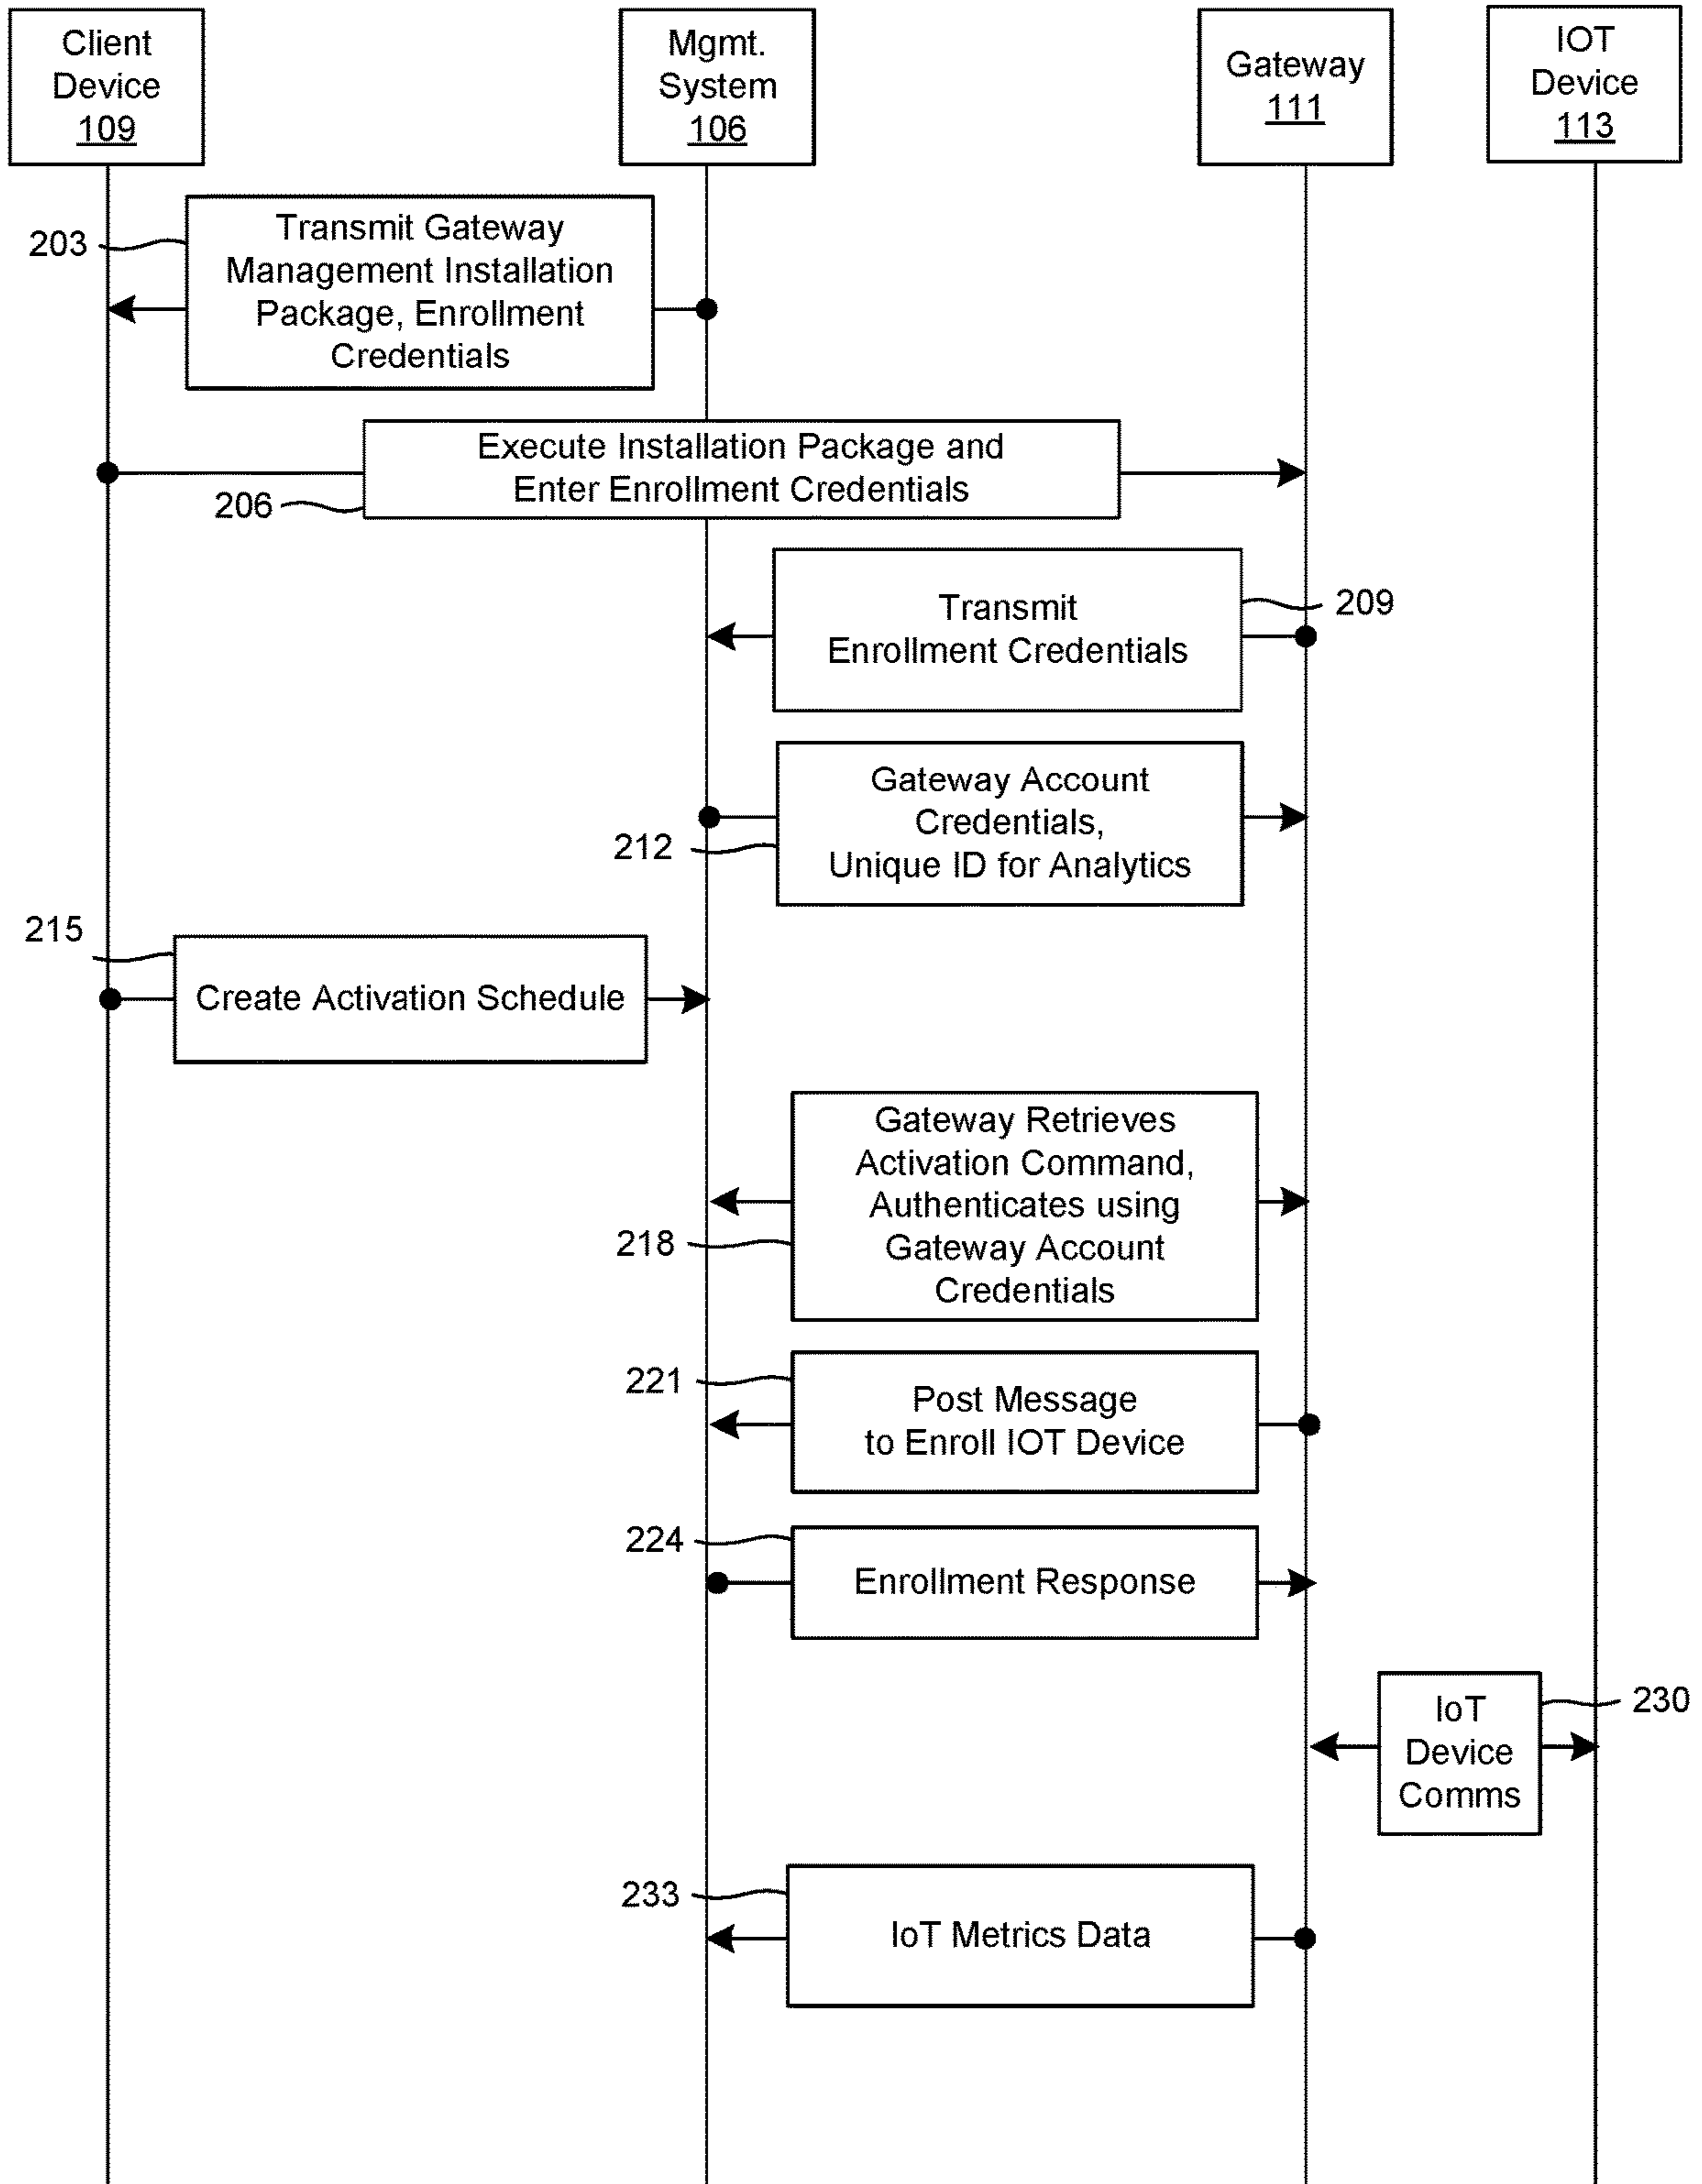 Client
Device
109
Mgmt.
System
106
Gateway
111
IOT
Device
113
203
Transmit Gateway
Management Installation
Package, Enrollment
Credentials
Execute Installation Package and
Enter Enrollment Credentials
206
Transmit
Enrollment Credentials
209
Gateway Account
Credentials,
Unique ID for Analytics
212
215
Create Activation Schedule
Gateway Retrieves
Activation Command,
Authenticates using
Gateway Account
Credentials
218
221
Post Message
to Enroll IOT Device
224
Enrollment Response
IoT
Device
Comms
230
233
IoT Metrics Data